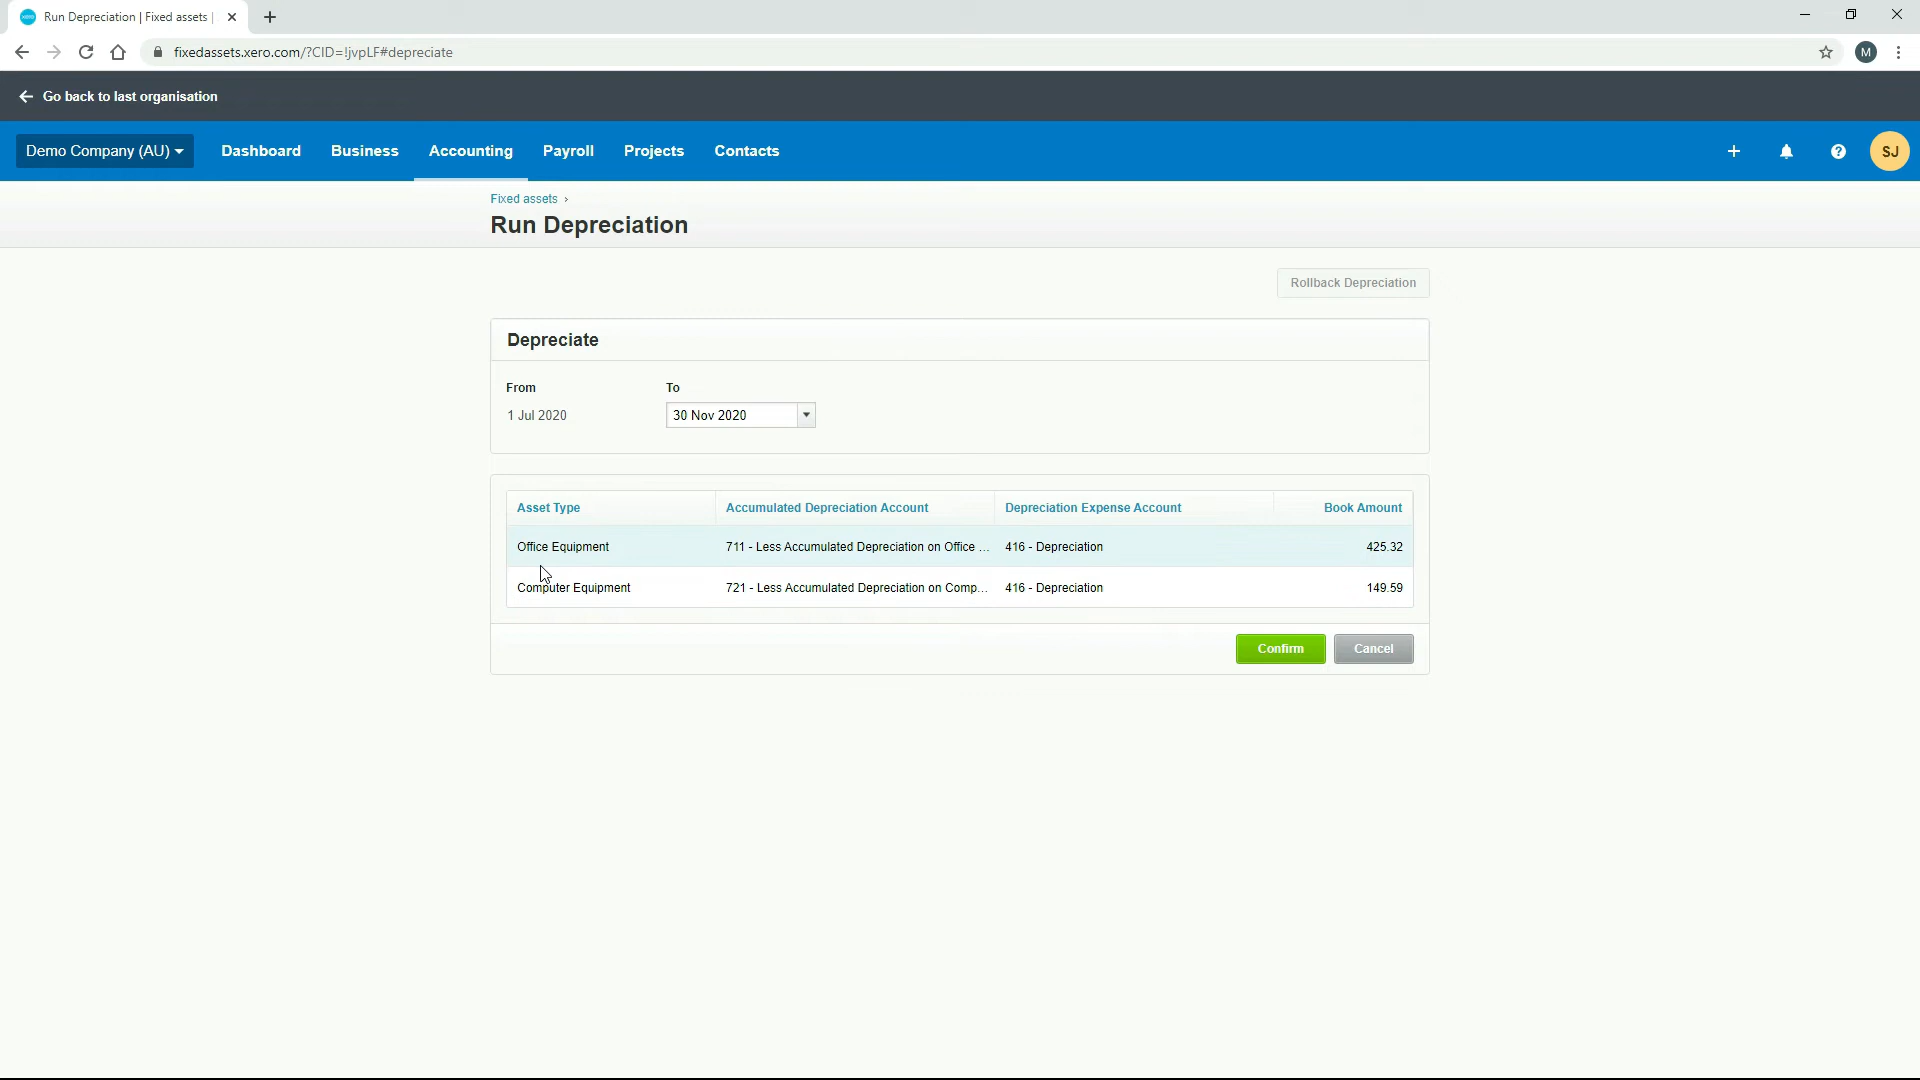 Run Depreciation | Fixed assets |
fixedassets.xero.com/?CID=!jvpLF#depreciate
M
Go back to last organisation
Demo Company (AU)
Dashboard
Business
Accounting
Payroll
Projects
Contacts
SJ
Fixed assets ›
Run Depreciation
Rollback Depreciation
Depreciate
From To
1 Jul 2020 30 Nov 2020
Asset Type Accumulated Depreciation Account Depreciation Expense Account Book Amount
Office Equipment 711 - Less Accumulated Depreciation on Office ... 416 - Depreciation 425.32
Computer Equipment 721 - Less Accumulated Depreciation on Comp... 416 - Depreciation 149.59
Confirm Cancel